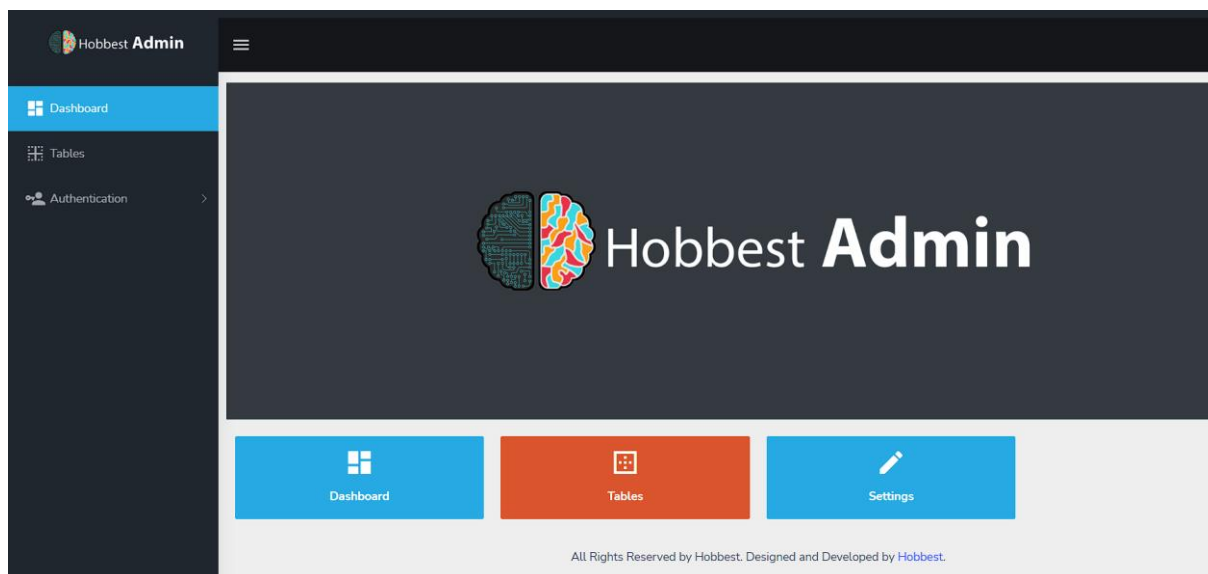 Hobbest Admin
Dashboard
Tables
Authentication
Hobbest Admin
Dashboard
Tables
Settings
All Rights Reserved by Hobbest. Designed and Developed by Hobbest.